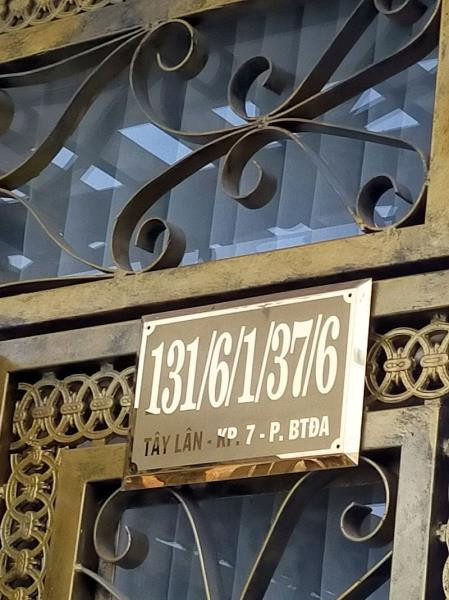 131/6/1/37/6
TÂY LÂN - KP. 7 - P. BTĐA